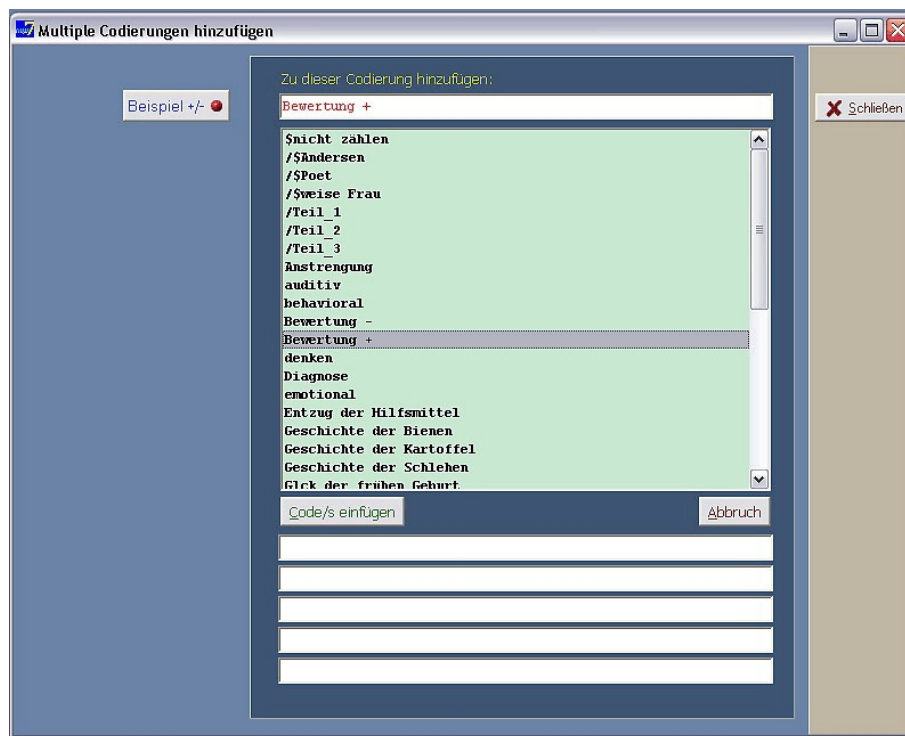 Multiple Codierungen hinzufügen
Beispiel +/-
Zu dieser Codierung hinzufügen:
Bewertung +
Schließen
$nicht zählen
/$Andersen
/$Poet
/$weise Frau
/Teil_1
/Teil_2
/Teil_3
Anstrengung
auditiv
behavioral
Bewertung -
Bewertung +
denken
Diagnose
emotional
Entzug der Hilfsmittel
Geschichte der Bienen
Geschichte der Kartoffel
Geschichte der Schlehen
Glck der frühen Geburt
Code/s einfügen
Abbruch